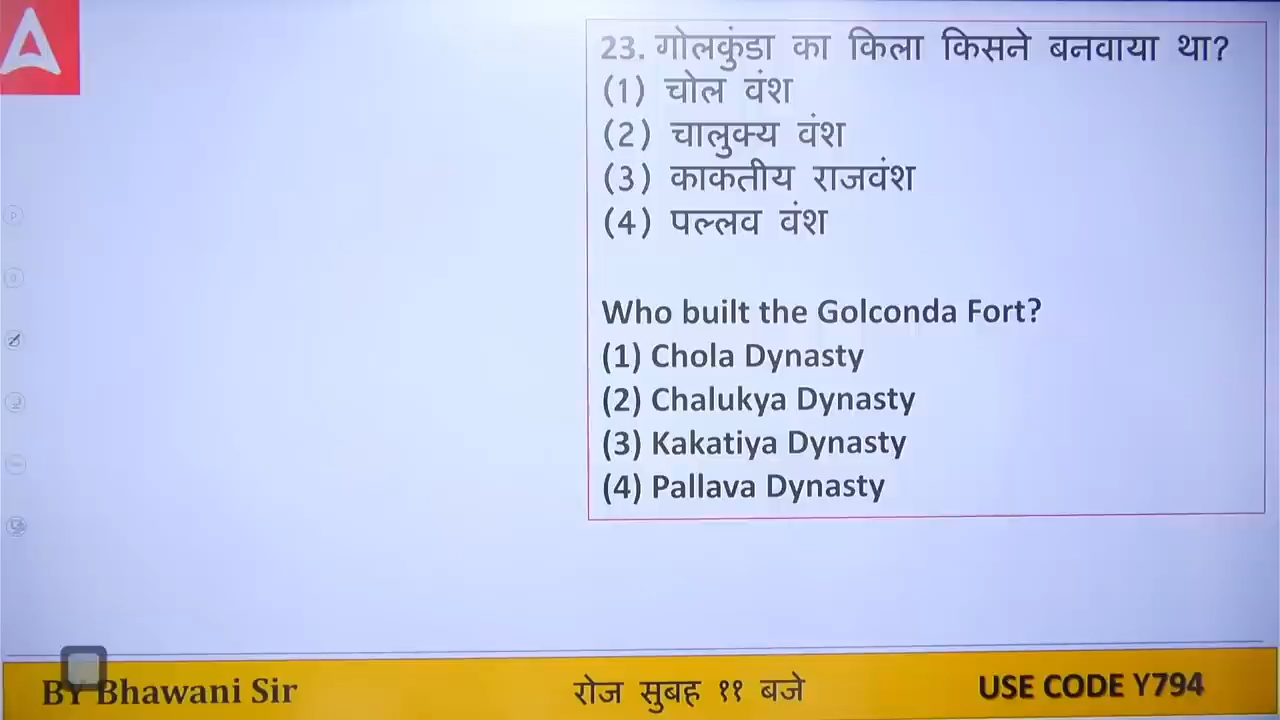 23. गोलकुंडा का किला किसने बनवाया था?
(1) चोल वंश
(2) चालुक्य वंश
(3) काकतीय राजवंश
(4) पल्लव वंश
Who built the Golconda Fort?
(1) Chola Dynasty
(2) Chalukya Dynasty
(3) Kakatiya Dynasty
(4) Pallava Dynasty
BY Bhawani Sir
रोज सुबह ११ बजे
USE CODE Y794